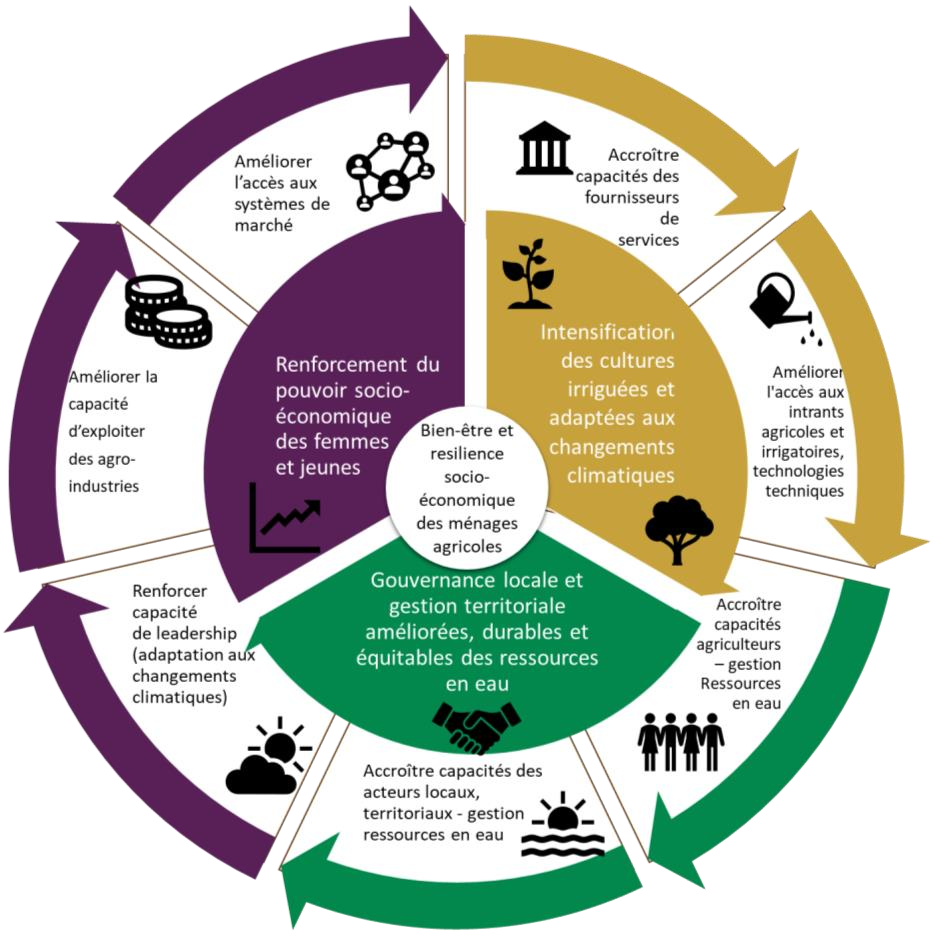 Améliorer
l'accès aux
systèmes de
marché
Accroître
capacités des
fournisseurs
de
services
Améliorer
l'accès aux
intrants
agricoles et
irrigatoires,
technologies
techniques
Accroître
capacités
agriculteurs
– gestion
Ressources
en eau
Accroître capacités des
acteurs locaux,
territoriaux - gestion
ressources en eau
Renforcer
capacité
de leadership
(adaptation aux
changements
climatiques)
Améliorer la
capacité
d'exploiter
des agro-
industries
Renforcement du
pouvoir socio-
économique
des femmes
et jeunes
Intensification
des cultures
irriguées et
adaptées aux
changements
climatiques
Gouvernance locale et
gestion territoriale
améliorées, durables et
équitables des ressources
en eau
Bien-être et
resilience
socio-
économique
des ménages
agricoles